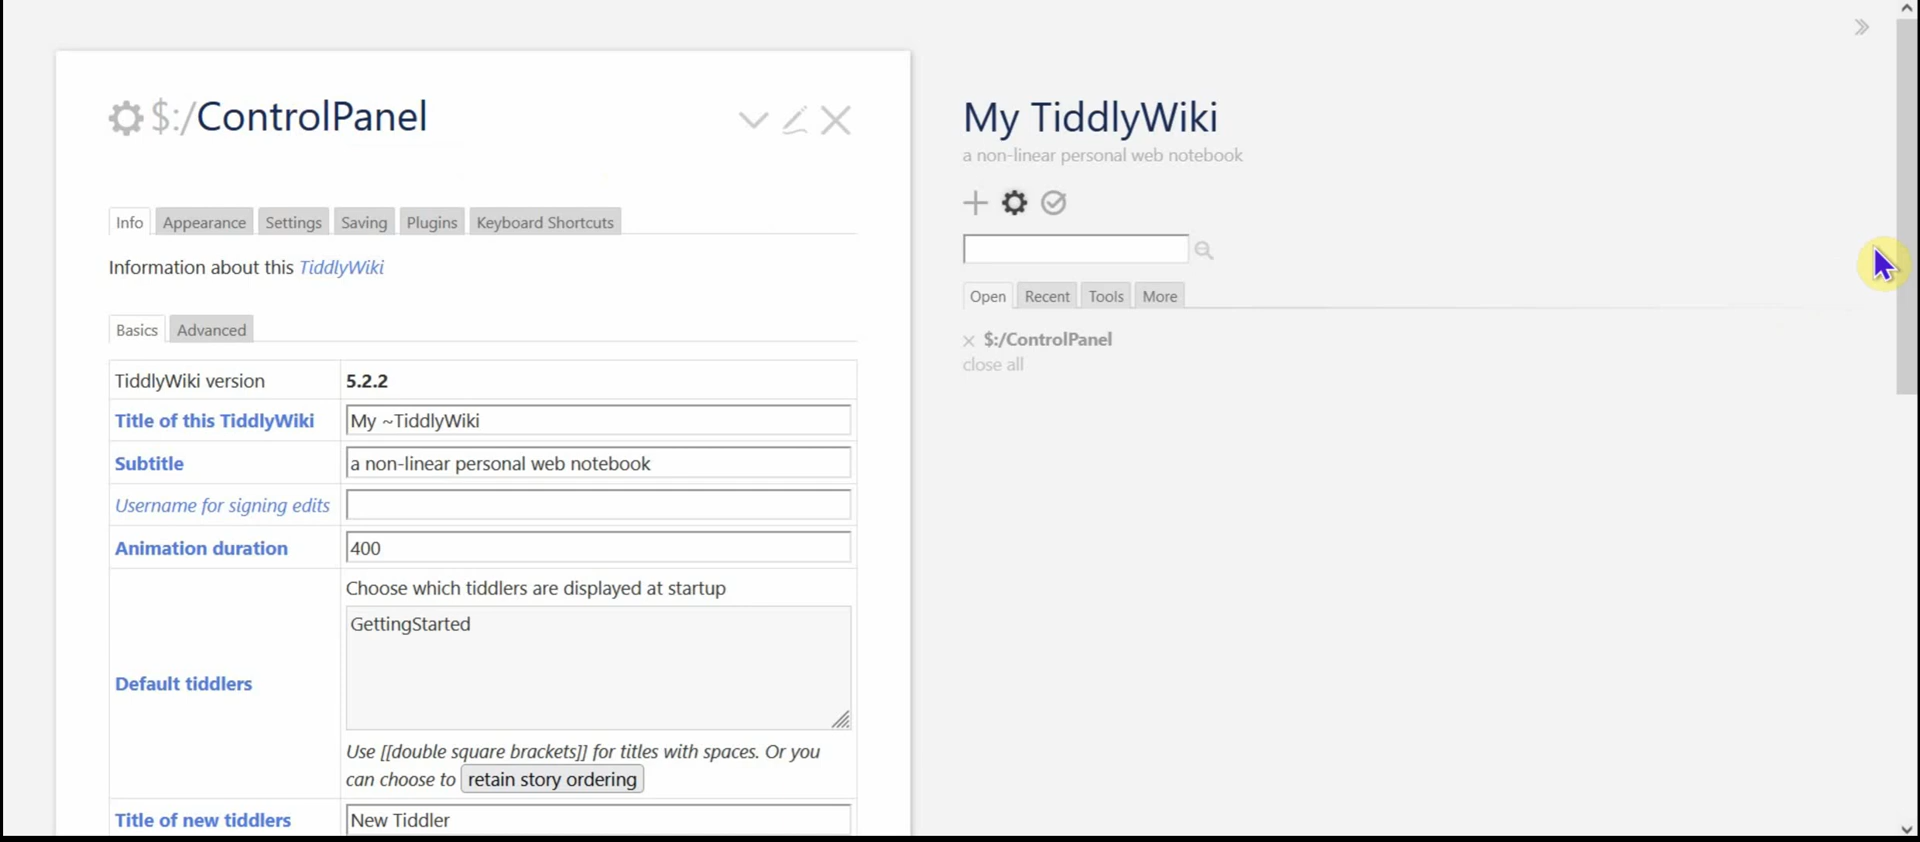 $:/ControlPanel
Info Appearance Settings Saving Plugins Keyboard Shortcuts
Information about this TiddlyWiki
Basics Advanced
TiddlyWiki version 5.2.2
Title of this TiddlyWiki My ~TiddlyWiki
Subtitle a non-linear personal web notebook
Username for signing edits
Animation duration 400
Choose which tiddlers are displayed at startup
GettingStarted
Default tiddlers
Use [[double square brackets]] for titles with spaces. Or you
can choose to retain story ordering
Title of new tiddlers New Tiddler
My TiddlyWiki
a non-linear personal web notebook
Open Recent Tools More
$:/ControlPanel
close all